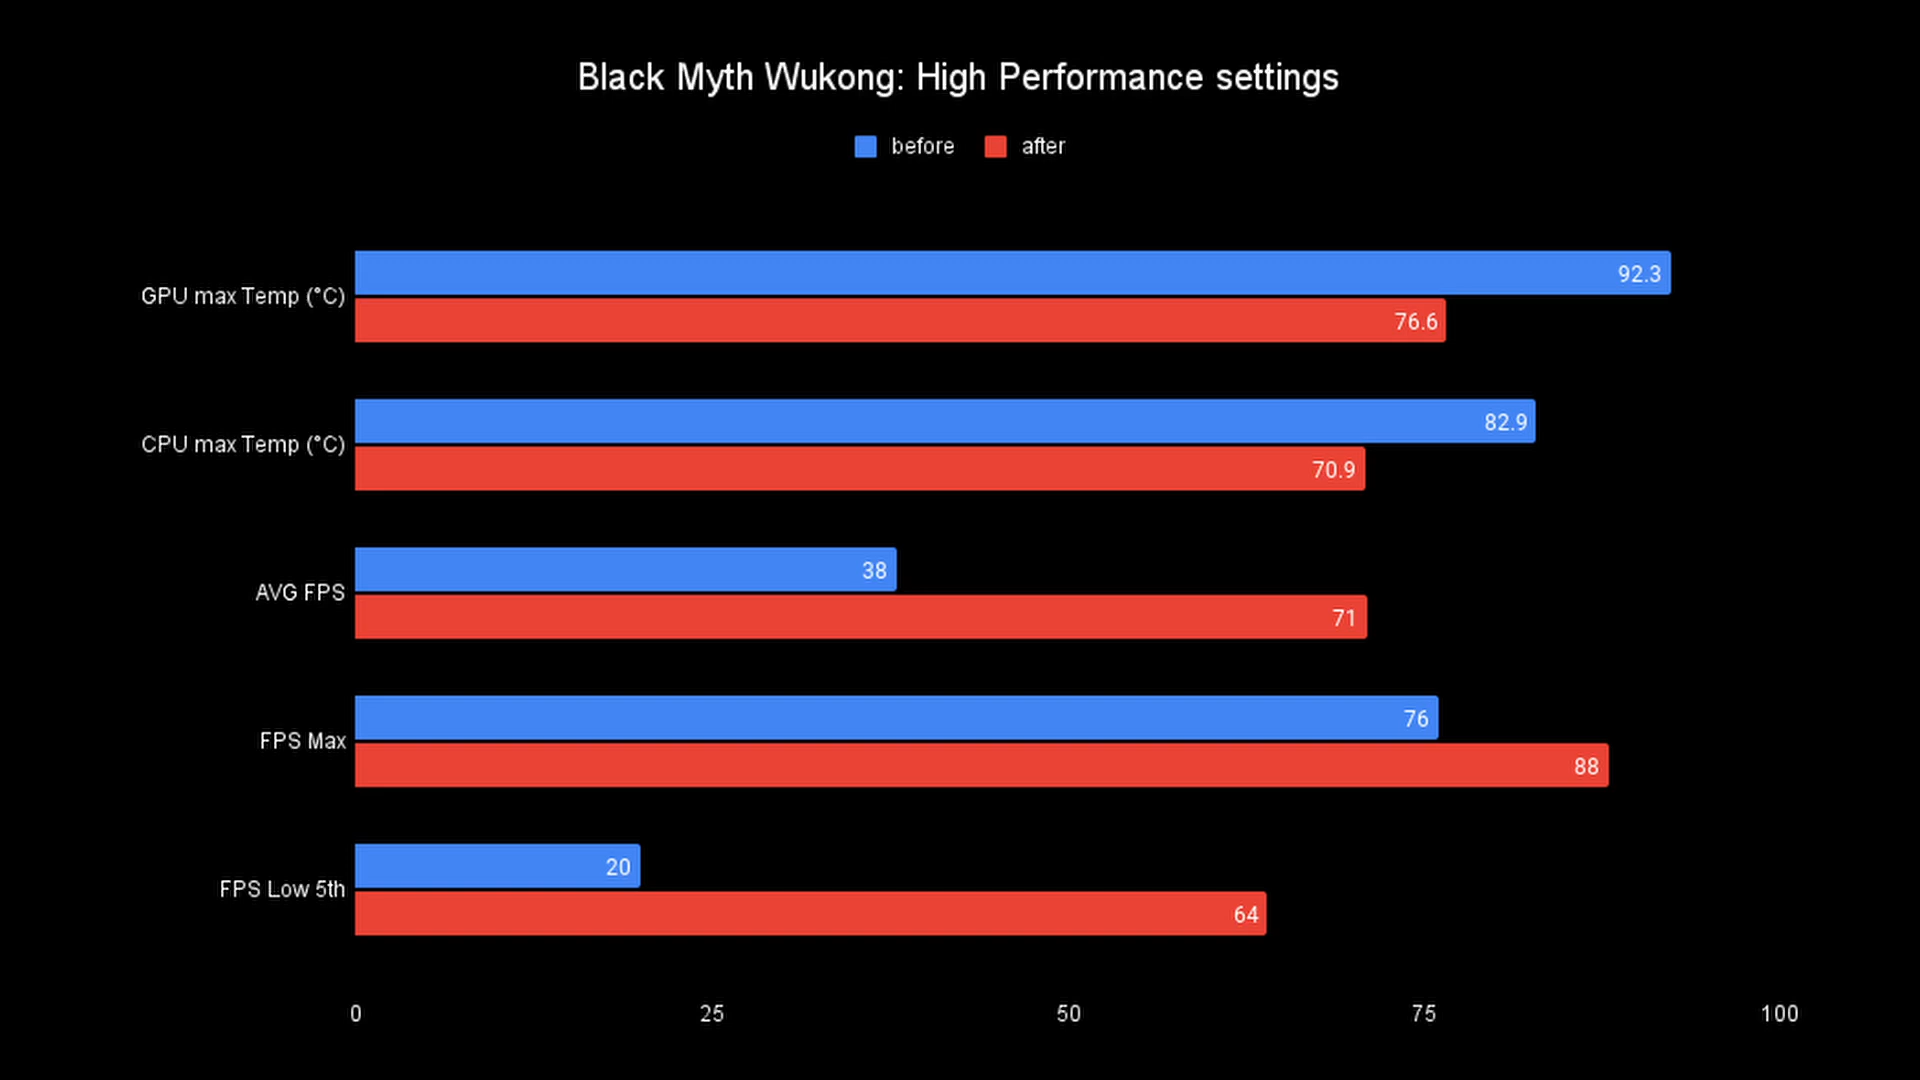 Black Myth Wukong: High Performance settings
before after
GPU max Temp (°C)
92.3
76.6
CPU max Temp (°C)
82.9
70.9
AVG FPS
38
71
FPS Max
76
88
FPS Low 5th
20
64
0 25 50 75 100